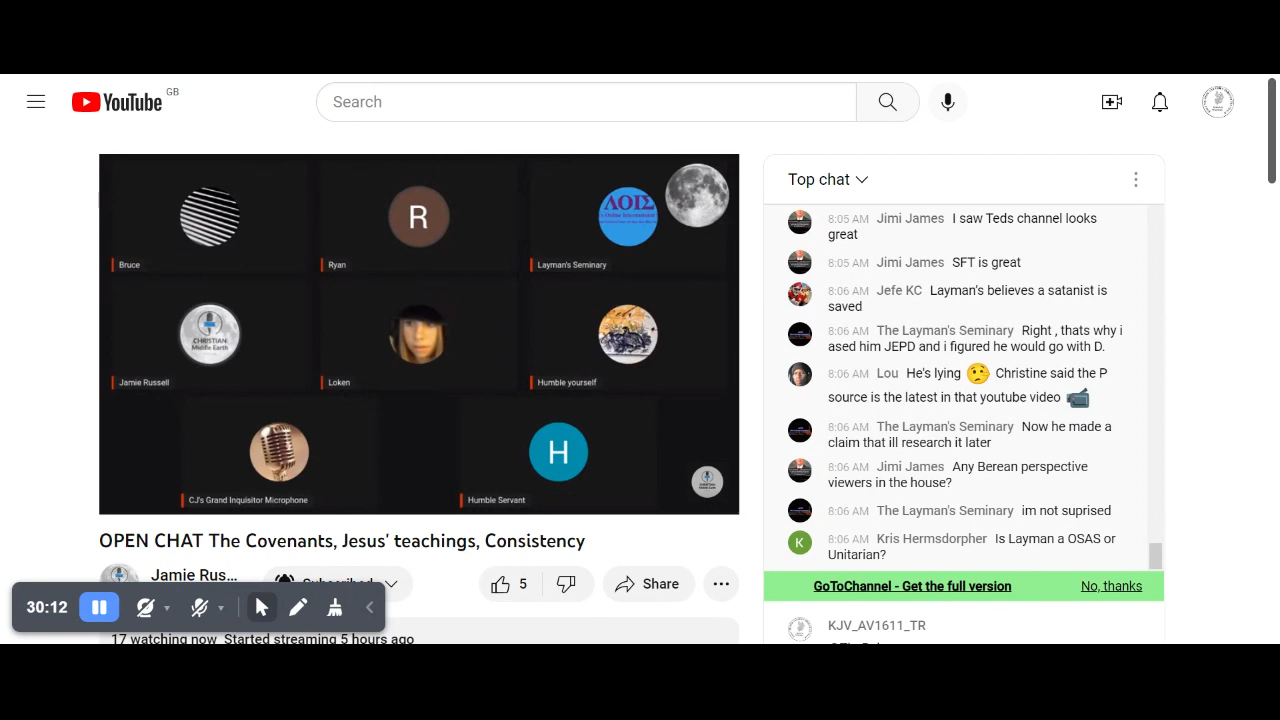 YouTube GB
Search
Top chat
8:05 AM Jimi James I saw Teds channel looks
great
8:05 AM Jimi James SFT is great
8:06 AM Jefe KC Layman's believes a satanist is
saved
8:06 AM The Layman's Seminary Right , thats why i
ased him JEPD and i figured he would go with D.
8:06 AM Lou He's lying Christine said the P
source is the latest in that youtube video
8:06 AM The Layman's Seminary Now he made a
claim that ill research it later
8:06 AM Jimi James Any Berean perspective
viewers in the house?
8:06 AM The Layman's Seminary im not suprised
K
8:06 AM Kris Hermsdorpher Is Layman a OSAS or
Unitarian?
GoToChannel - Get the full version No, thanks
KJV_AV1611_TR
R
ΛΟΙΣ
Bruce
Ryan
Layman's Seminary
CHRISTIAN
Middle Earth
Jamie Russell
Loken
Humble yourself
H
CJ's Grand Inquisitor Microphone
Humble Servant
OPEN CHAT The Covenants, Jesus' teachings, Consistency
Jamie Rus...
Subscribed
5
Share
30:12
17 watching now Started streaming 5 hours ago